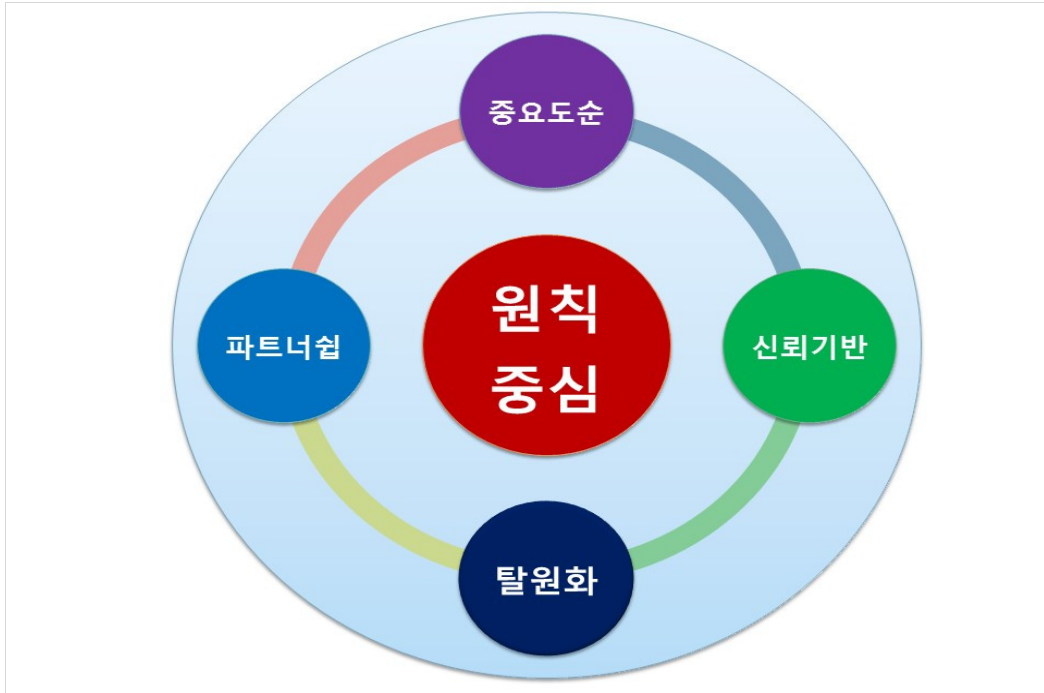 중요도순
원칙
중심
파트너쉽
신뢰기반
탈원화